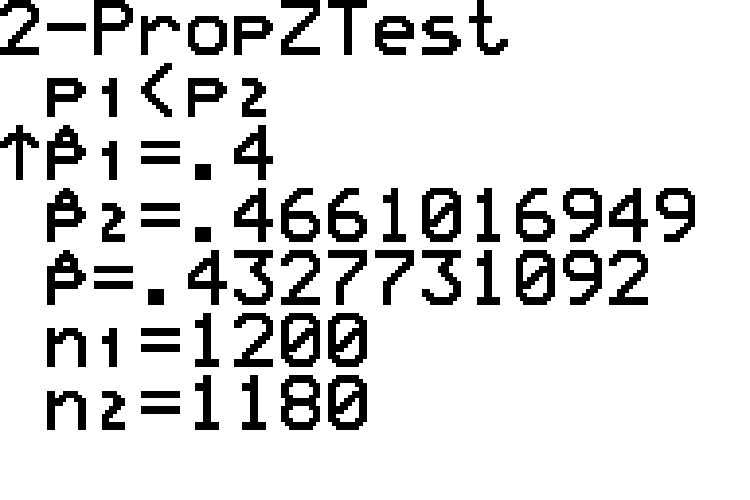 2-PropZTest
p₁<p₂
↑p̂₁=.4
p̂₂=.4661016949
p̂=.4327731092
n₁=1200
n₂=1180